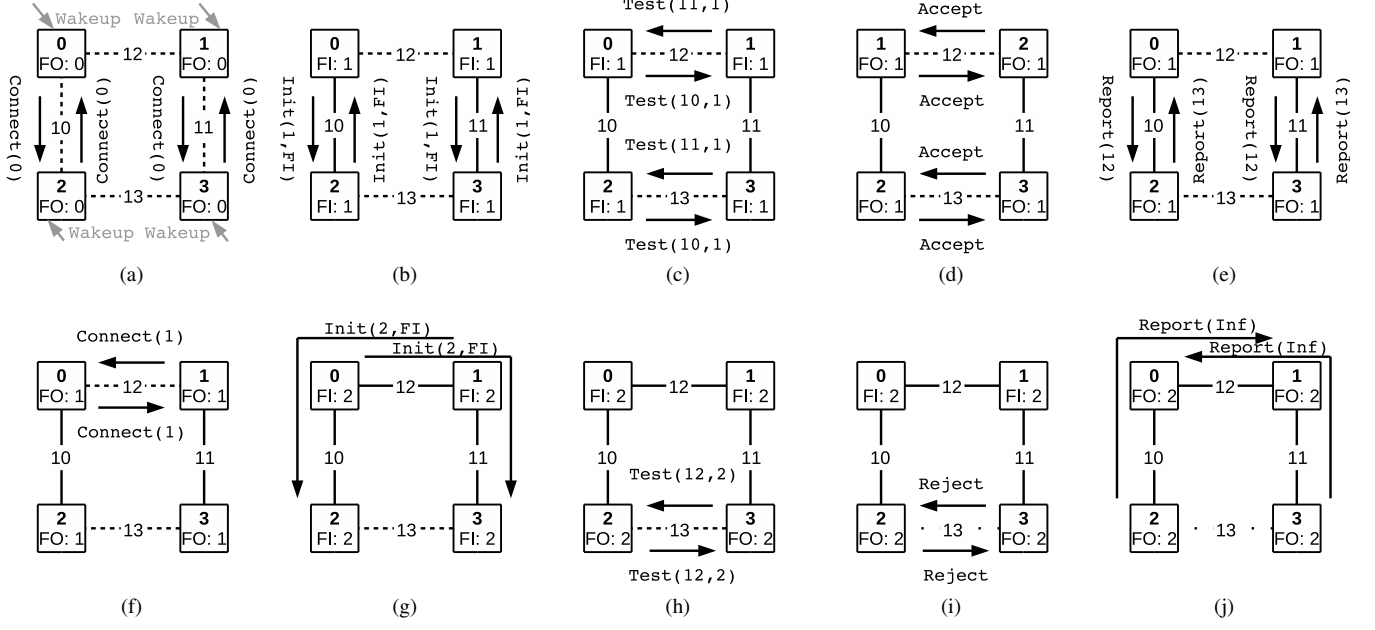 Wakeup Wakeup
0 1
FO: 0 12 FO: 0
Connect(0) 10 Connect(0) Connect(0) 11 Connect(0)
2 3
FO: 0 13 FO: 0
Wakeup Wakeup
(a)
0 1
FI: 1 12 FI: 1
Init(1,FI) 10 Init(1,FI) Init(1,FI) 11 Init(1,FI)
2 3
FI: 1 13 FI: 1
(b)
Test(11,1)
0 1
FI: 1 12 FI: 1
Test(10,1)
10 11
Test(11,1)
2 3
FI: 1 13 FI: 1
Test(10,1)
(c)
Accept
1 2
FO: 1 12 FO: 1
Accept
10 11
Accept
2 3
FO: 1 13 FO: 1
Accept
(d)
0 1
FO: 1 12 FO: 1
Report(12) 10 Report(13) Report(12) 11 Report(13)
2 3
FO: 1 13 FO: 1
(e)
Connect(1)
0 1
FO: 1 12 FO: 1
Connect(1)
10 11
2 3
FO: 1 13 FO: 1
(f)
Init(2,FI)
Init(2,FI)
0 1
FI: 2 12 FI: 2
10 11
2 3
FI: 2 13 FI: 2
(g)
0 1
FI: 2 12 FI: 2
10 11
Test(12,2)
2 3
FO: 2 13 FO: 2
Test(12,2)
(h)
0 1
FI: 2 12 FI: 2
10 11
Reject
2 3
FO: 2 13 FO: 2
Reject
(i)
Report(Inf)
Report(Inf)
0 1
FO: 2 12 FO: 2
10 11
2 3
FO: 2 13 FO: 2
(j)